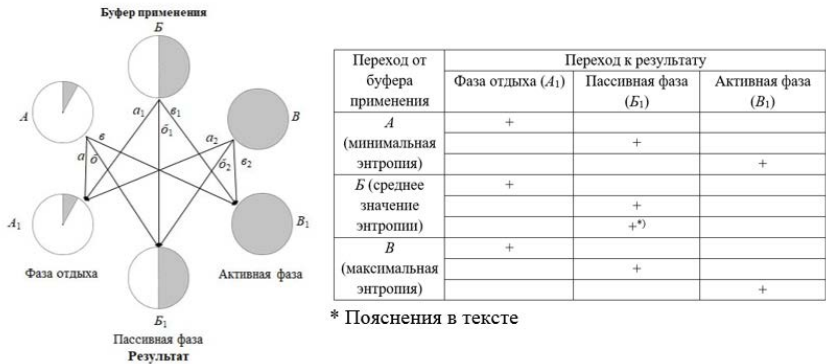 Буфер применения
Б
А
В
а₁
в₁
б₁
а₂
в
а
б
б₂
в₂
А₁
В₁
Фаза отдыха
Активная фаза
Б₁
Пассивная фаза
Результат
Переход от буфера применения
Переход к результату
Фаза отдыха (А₁)
Пассивная фаза (Б₁)
Активная фаза (В₁)
А (минимальная энтропия)
+
+
+
Б (среднее значение энтропии)
+
+
+*)
В (максимальная энтропия)
+
+
+
* Пояснения в тексте